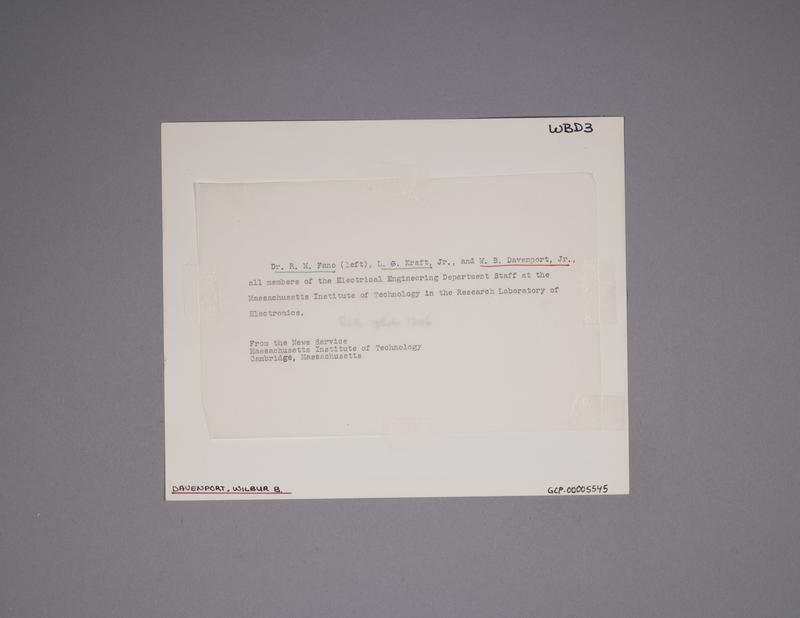 WBD3
Dr. R. M. Fano (left), L. G. Kraft, Jr., and W. B. Davenport, Jr.,
all members of the Electrical Engineering Department Staff at the
Massachusetts Institute of Technology in the Research Laboratory of
Electronics.
From the News Service
Massachusetts Institute of Technology
Cambridge, Massachusetts
DAVENPORT, WILBUR B.
GCP-00005545